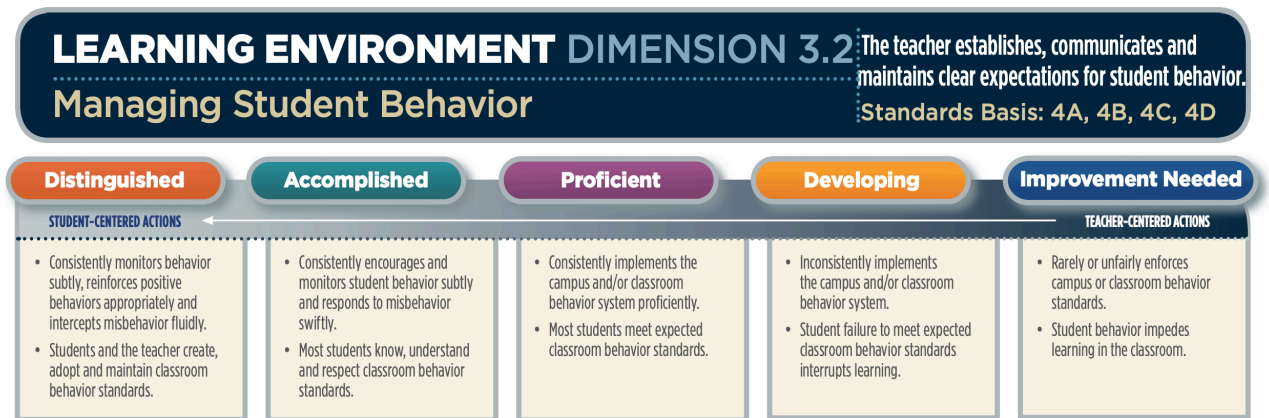 LEARNING ENVIRONMENT DIMENSION 3.2
Managing Student Behavior
The teacher establishes, communicates and
maintains clear expectations for student behavior.
Standards Basis: 4A, 4B, 4C, 4D
Distinguished
Accomplished
Proficient
Developing
Improvement Needed
STUDENT-CENTERED ACTIONS
TEACHER-CENTERED ACTIONS
• Consistently monitors behavior
subtly, reinforces positive
behaviors appropriately and
intercepts misbehavior fluidly.
• Students and the teacher create,
adopt and maintain classroom
behavior standards.
• Consistently encourages and
monitors student behavior subtly
and responds to misbehavior
swiftly.
• Most students know, understand
and respect classroom behavior
standards.
• Consistently implements the
campus and/or classroom
behavior system proficiently.
• Most students meet expected
classroom behavior standards.
• Inconsistently implements
the campus and/or classroom
behavior system.
• Student failure to meet expected
classroom behavior standards
interrupts learning.
• Rarely or unfairly enforces
campus or classroom behavior
standards.
• Student behavior impedes
learning in the classroom.